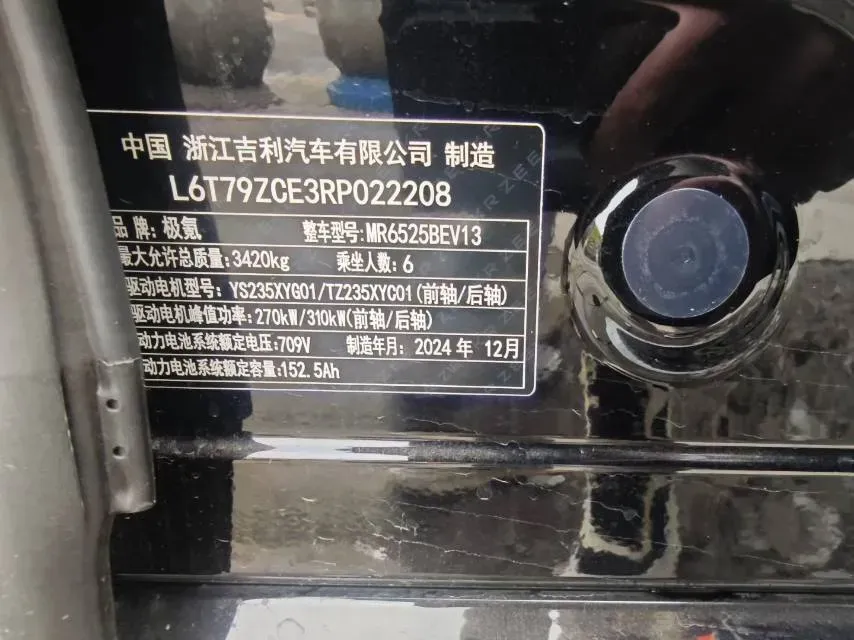 中国 浙江吉利汽车有限公司 制造
L6T79ZCE3RP022208
品 牌:极氪 整车型号:MR6525BEV13
最大允许总质量:3420kg 乘坐人数:6
驱动电机型号: YS235XYG01/TZ235XYC01(前轴/后轴)
驱动电机峰值功率:270kW/310kW(前轴/后轴)
动力电池系统额定电压:709V 制造年月: 2024 年 12月
动力电池系统额定容量:152.5Ah